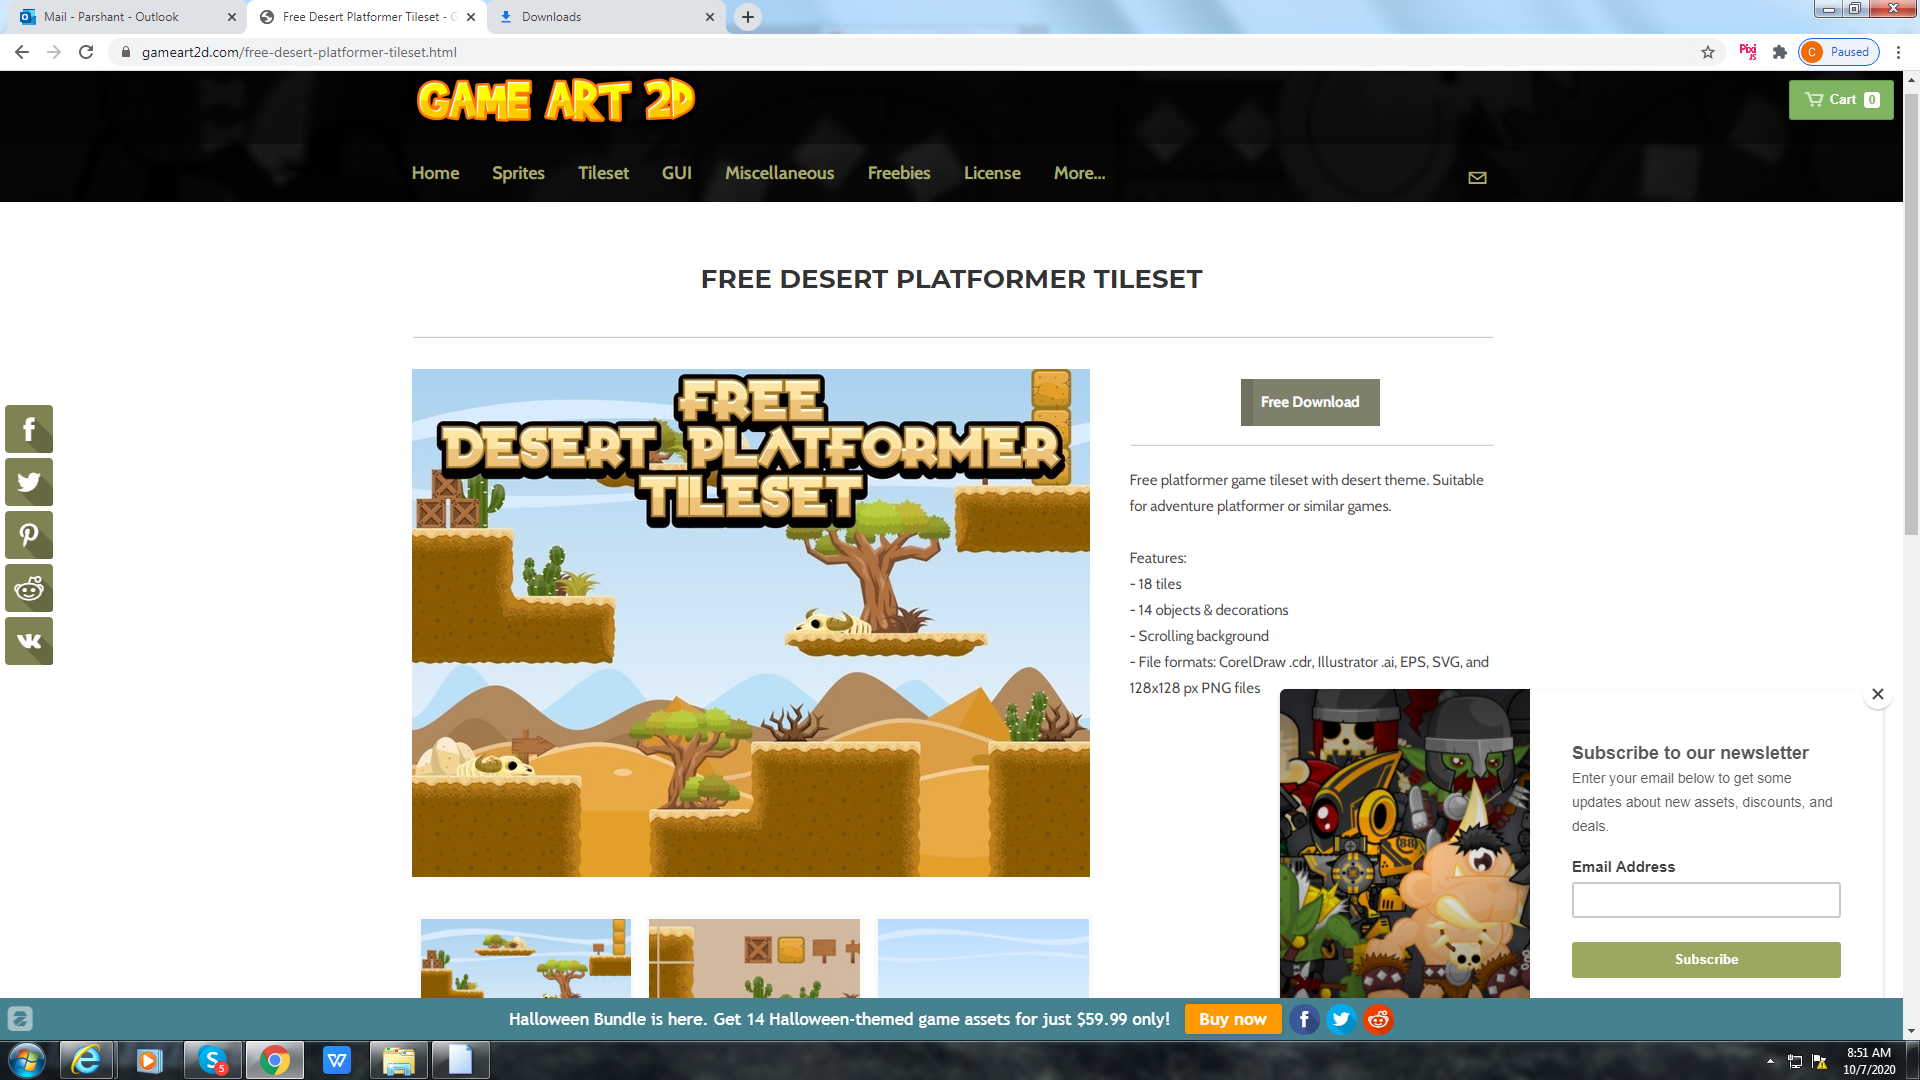 Mail - Parshant - Outlook
Free Desert Platformer Tileset - G
Downloads
gameart2d.com/free-desert-platformer-tileset.html
Pixi
JS
C
Paused
GAME ART 2D
Cart 0
Home
Sprites
Tileset
GUI
Miscellaneous
Freebies
License
More...
FREE DESERT PLATFORMER TILESET
FREE
DESERT PLATFORMER
TILESET
Free Download
Free platformer game tileset with desert theme. Suitable
for adventure platformer or similar games.
Features:
- 18 tiles
- 14 objects & decorations
- Scrolling background
- File formats: CorelDraw .cdr, Illustrator .ai, EPS, SVG, and
128x128 px PNG files
88
Subscribe to our newsletter
Enter your email below to get some
updates about new assets, discounts, and
deals.
Email Address
Subscribe
Halloween Bundle is here. Get 14 Halloween-themed game assets for just $59.99 only!
Buy now
5
8:51 AM
10/7/2020